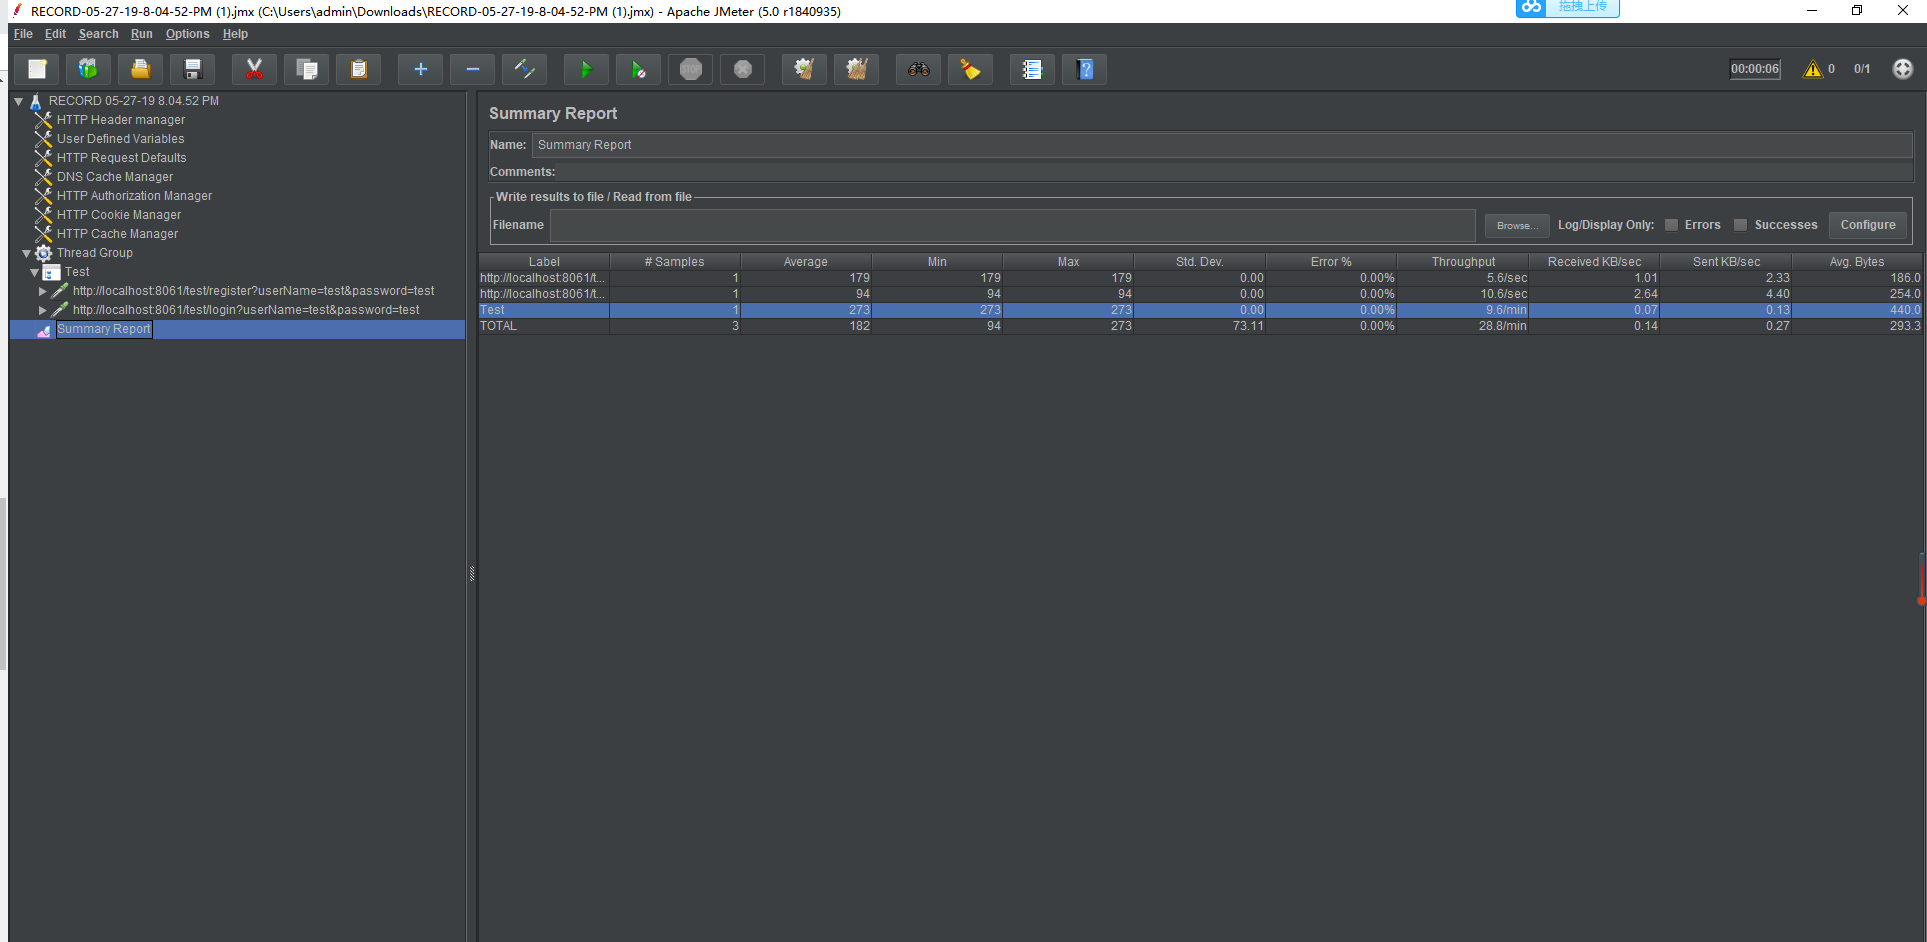 RECORD-05-27-19-8-04-52-PM (1).jmx (C:\Users\admin\Downloads\RECORD-05-27-19-8-04-52-PM (1).jmx) - Apache JMeter (5.0 r1840935)
拖拽上传
File Edit Search Run Options Help
STOP
00:00:06 0 0/1
RECORD 05-27-19 8.04.52 PM
HTTP Header manager
User Defined Variables
HTTP Request Defaults
DNS Cache Manager
HTTP Authorization Manager
HTTP Cookie Manager
HTTP Cache Manager
Thread Group
Test
http://localhost:8061/test/register?userName=test&password=test
http://localhost:8061/test/login?userName=test&password=test
Summary Report
Summary Report
Name: Summary Report
Comments:
Write results to file / Read from file
Filename Browse... Log/Display Only: Errors Successes Configure
Label # Samples Average Min Max Std. Dev. Error % Throughput Received KB/sec Sent KB/sec Avg. Bytes
http://localhost:8061/t... 1 179 179 179 0.00 0.00% 5.6/sec 1.01 2.33 186.0
http://localhost:8061/t... 1 94 94 94 0.00 0.00% 10.6/sec 2.64 4.40 254.0
Test 1 273 273 273 0.00 0.00% 9.6/min 0.07 0.13 440.0
TOTAL 3 182 94 273 73.11 0.00% 28.8/min 0.14 0.27 293.3